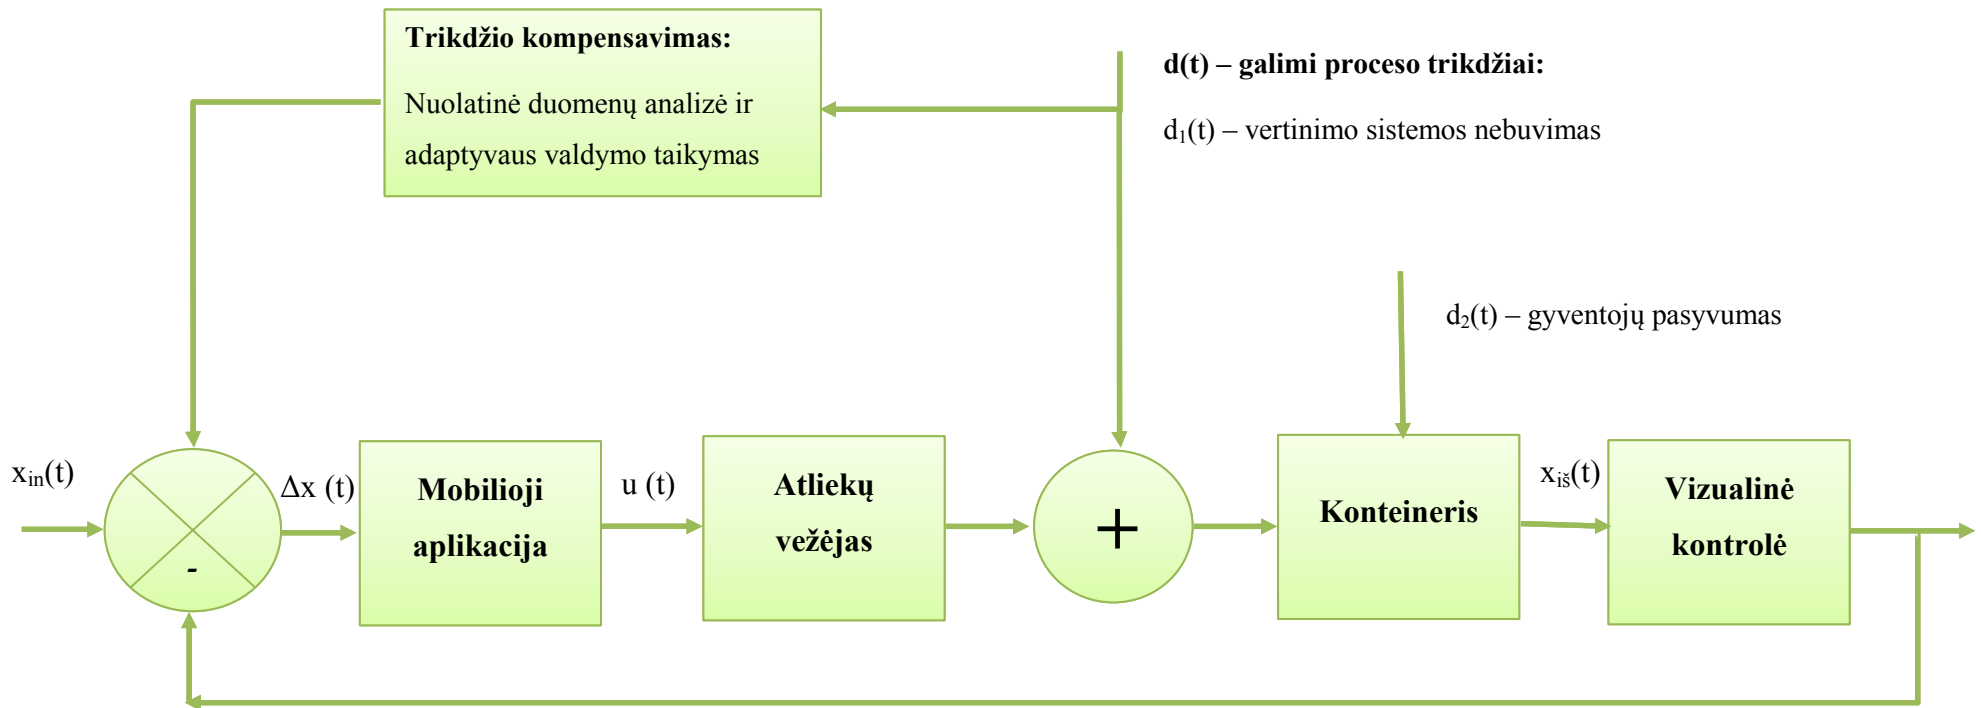 Trikdžio kompensavimas:
Nuolatinė duomenų analizė ir
adaptyvaus valdymo taikymas
d(t) – galimi proceso trikdžiai:
d₁(t) – vertinimo sistemos nebuvimas
d₂(t) – gyventojų pasyvumas
xᵢₙ(t)
-
Δx (t)
Mobilioji
aplikacija
u (t)
Atliekų
vežėjas
+
Konteineris
xᵢš(t)
Vizualinė
kontrolė